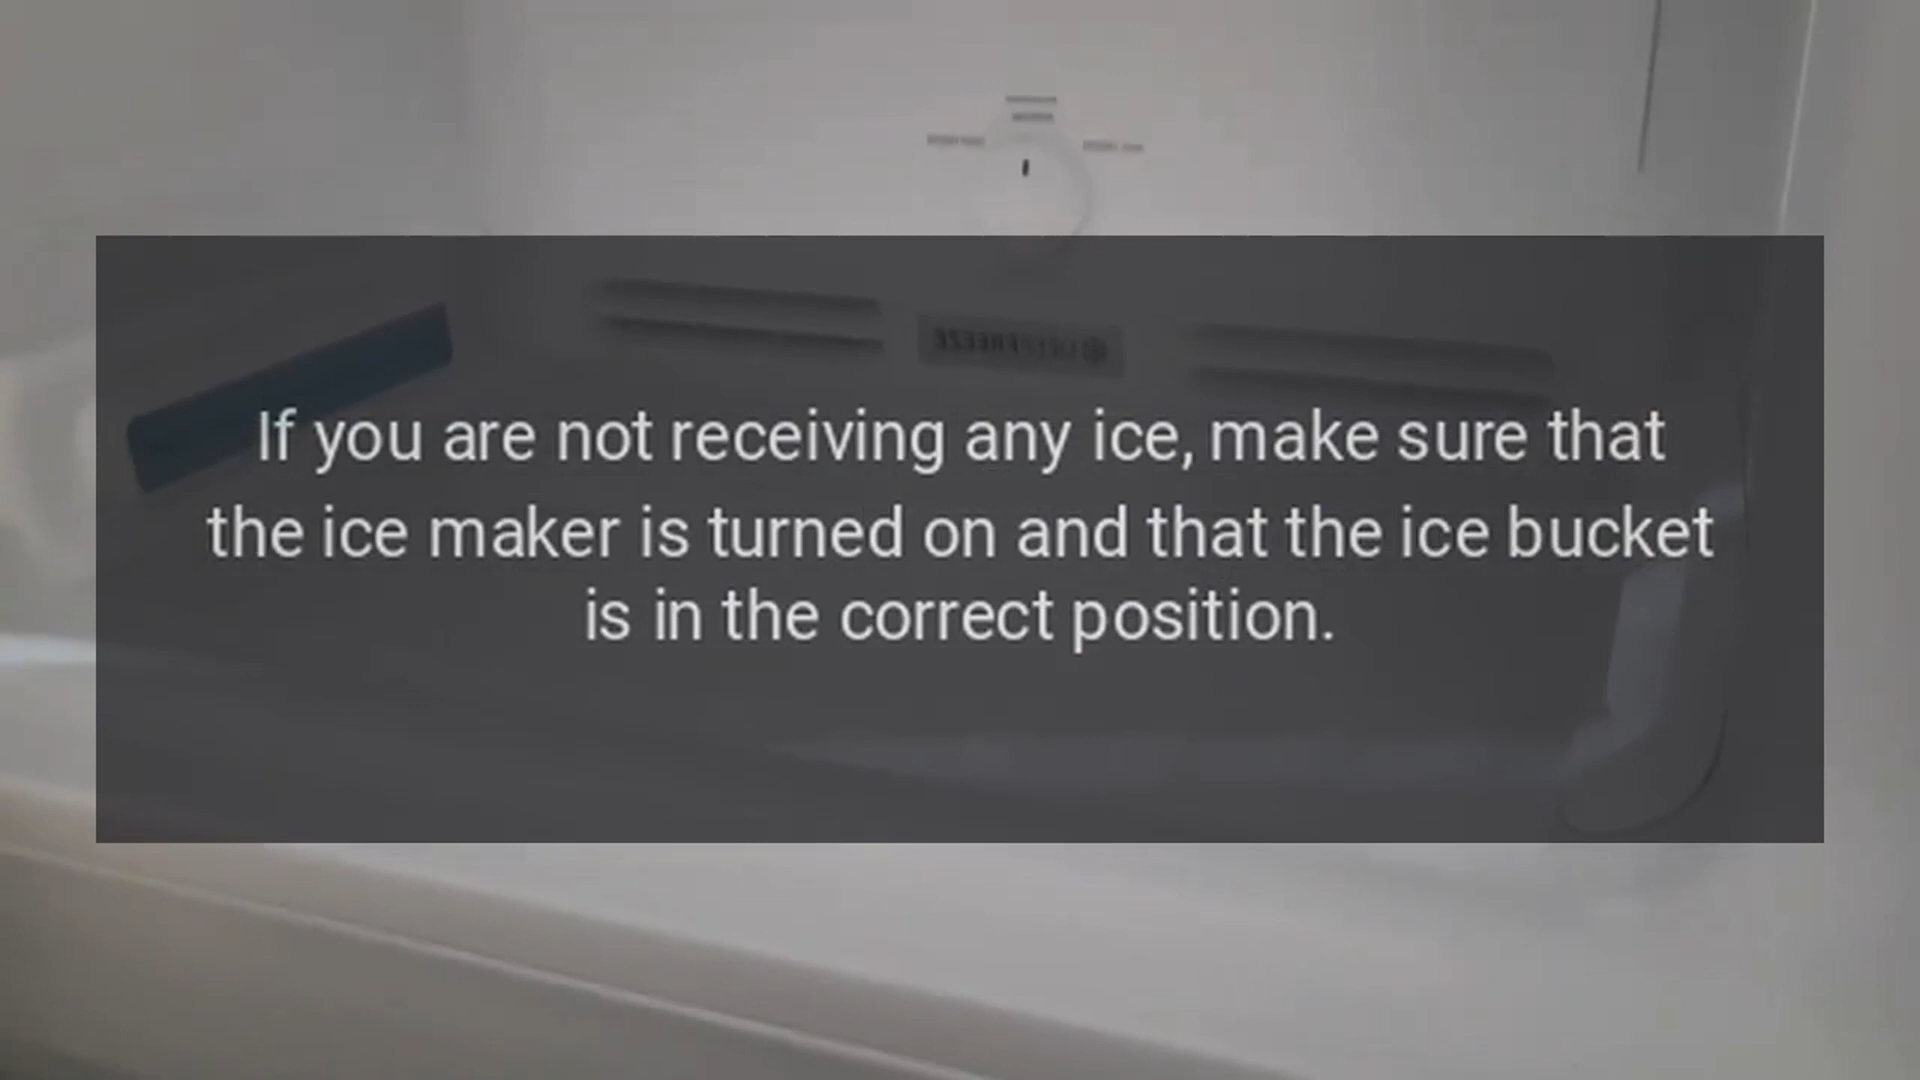 If you are not receiving any ice, make sure that
the ice maker is turned on and that the ice bucket
is in the correct position.